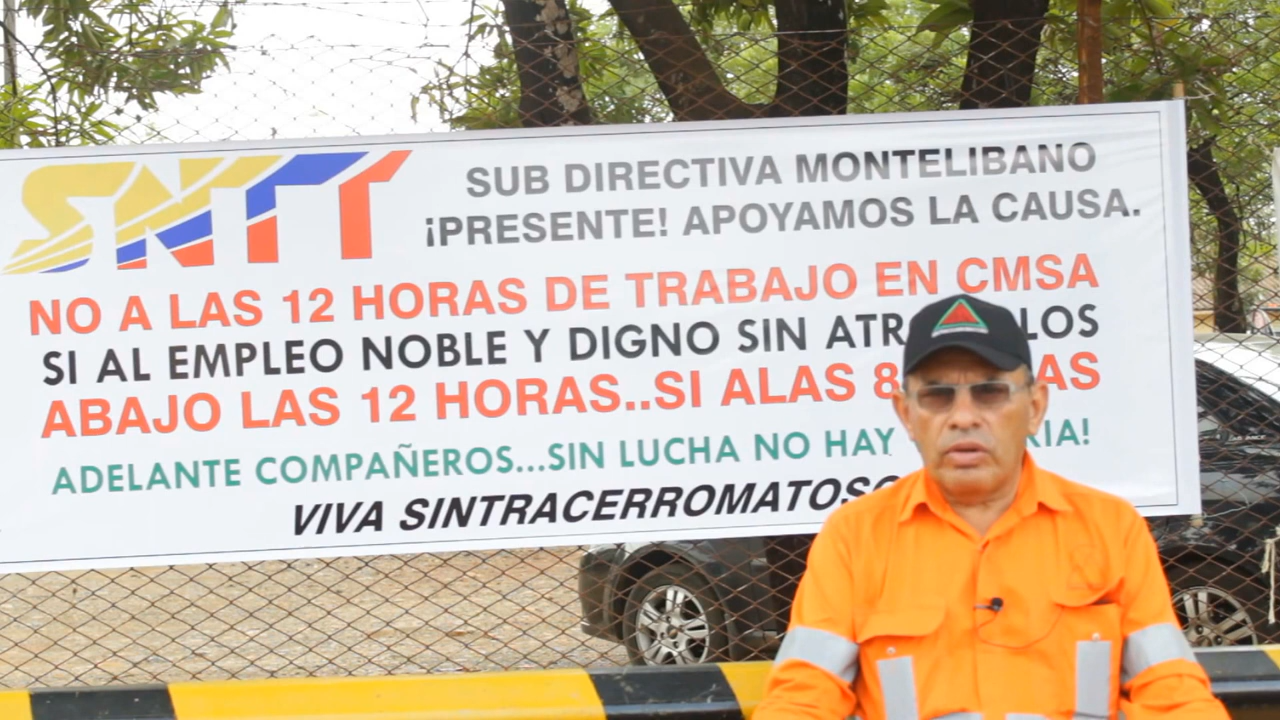 SNTT
SUB DIRECTIVA MONTELIBANO
¡PRESENTE! APOYAMOS LA CAUSA.
NO A LAS 12 HORAS DE TRABAJO EN CMSA
SI AL EMPLEO NOBLE Y DIGNO SIN
ABAJO LAS 12 HORAS..SI ALAS 8
ADELANTE COMPAÑEROS...SIN LUCHA NO HAY
VIVA